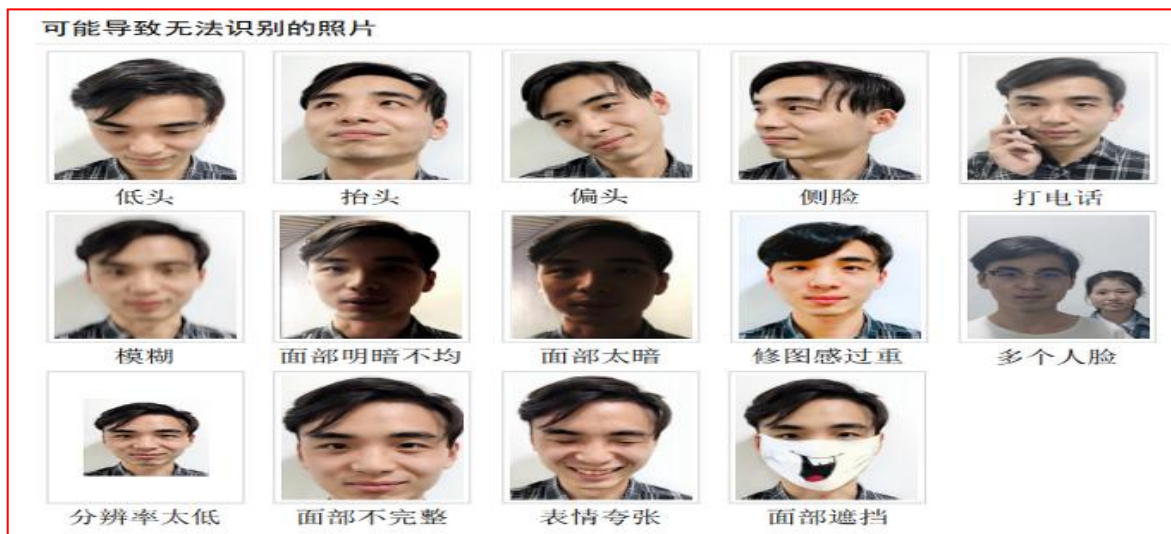 可能导致无法识别的照片
低头 抬头 偏头 侧脸 打电话
模糊 面部明暗不均 面部太暗 修图感过重 多个人脸
分辨率太低 面部不完整 表情夸张 面部遮挡